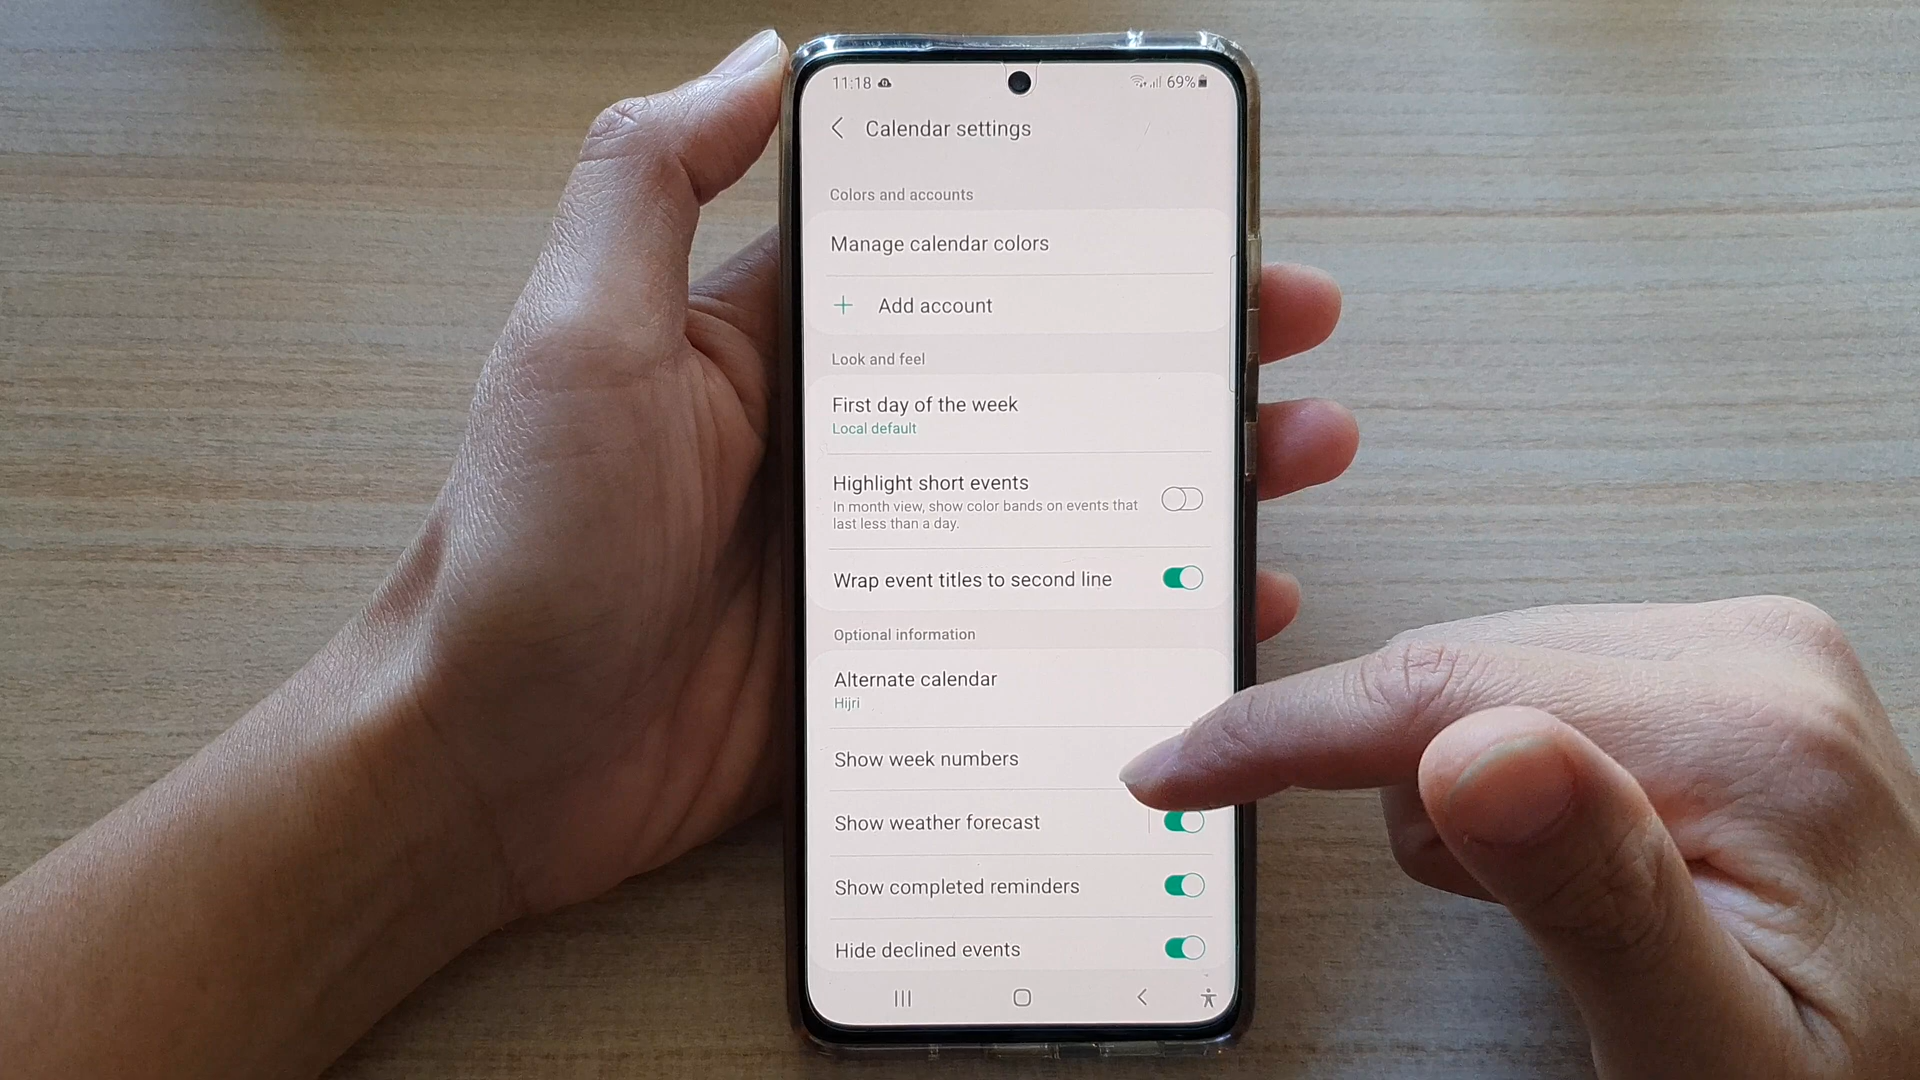 11:18 69%
Calendar settings
Colors and accounts
Manage calendar colors
Add account
Look and feel
First day of the week
Local default
Highlight short events
In month view, show color bands on events that
last less than a day.
Wrap event titles to second line
Optional information
Alternate calendar
Hijri
Show week numbers
Show weather forecast
Show completed reminders
Hide declined events